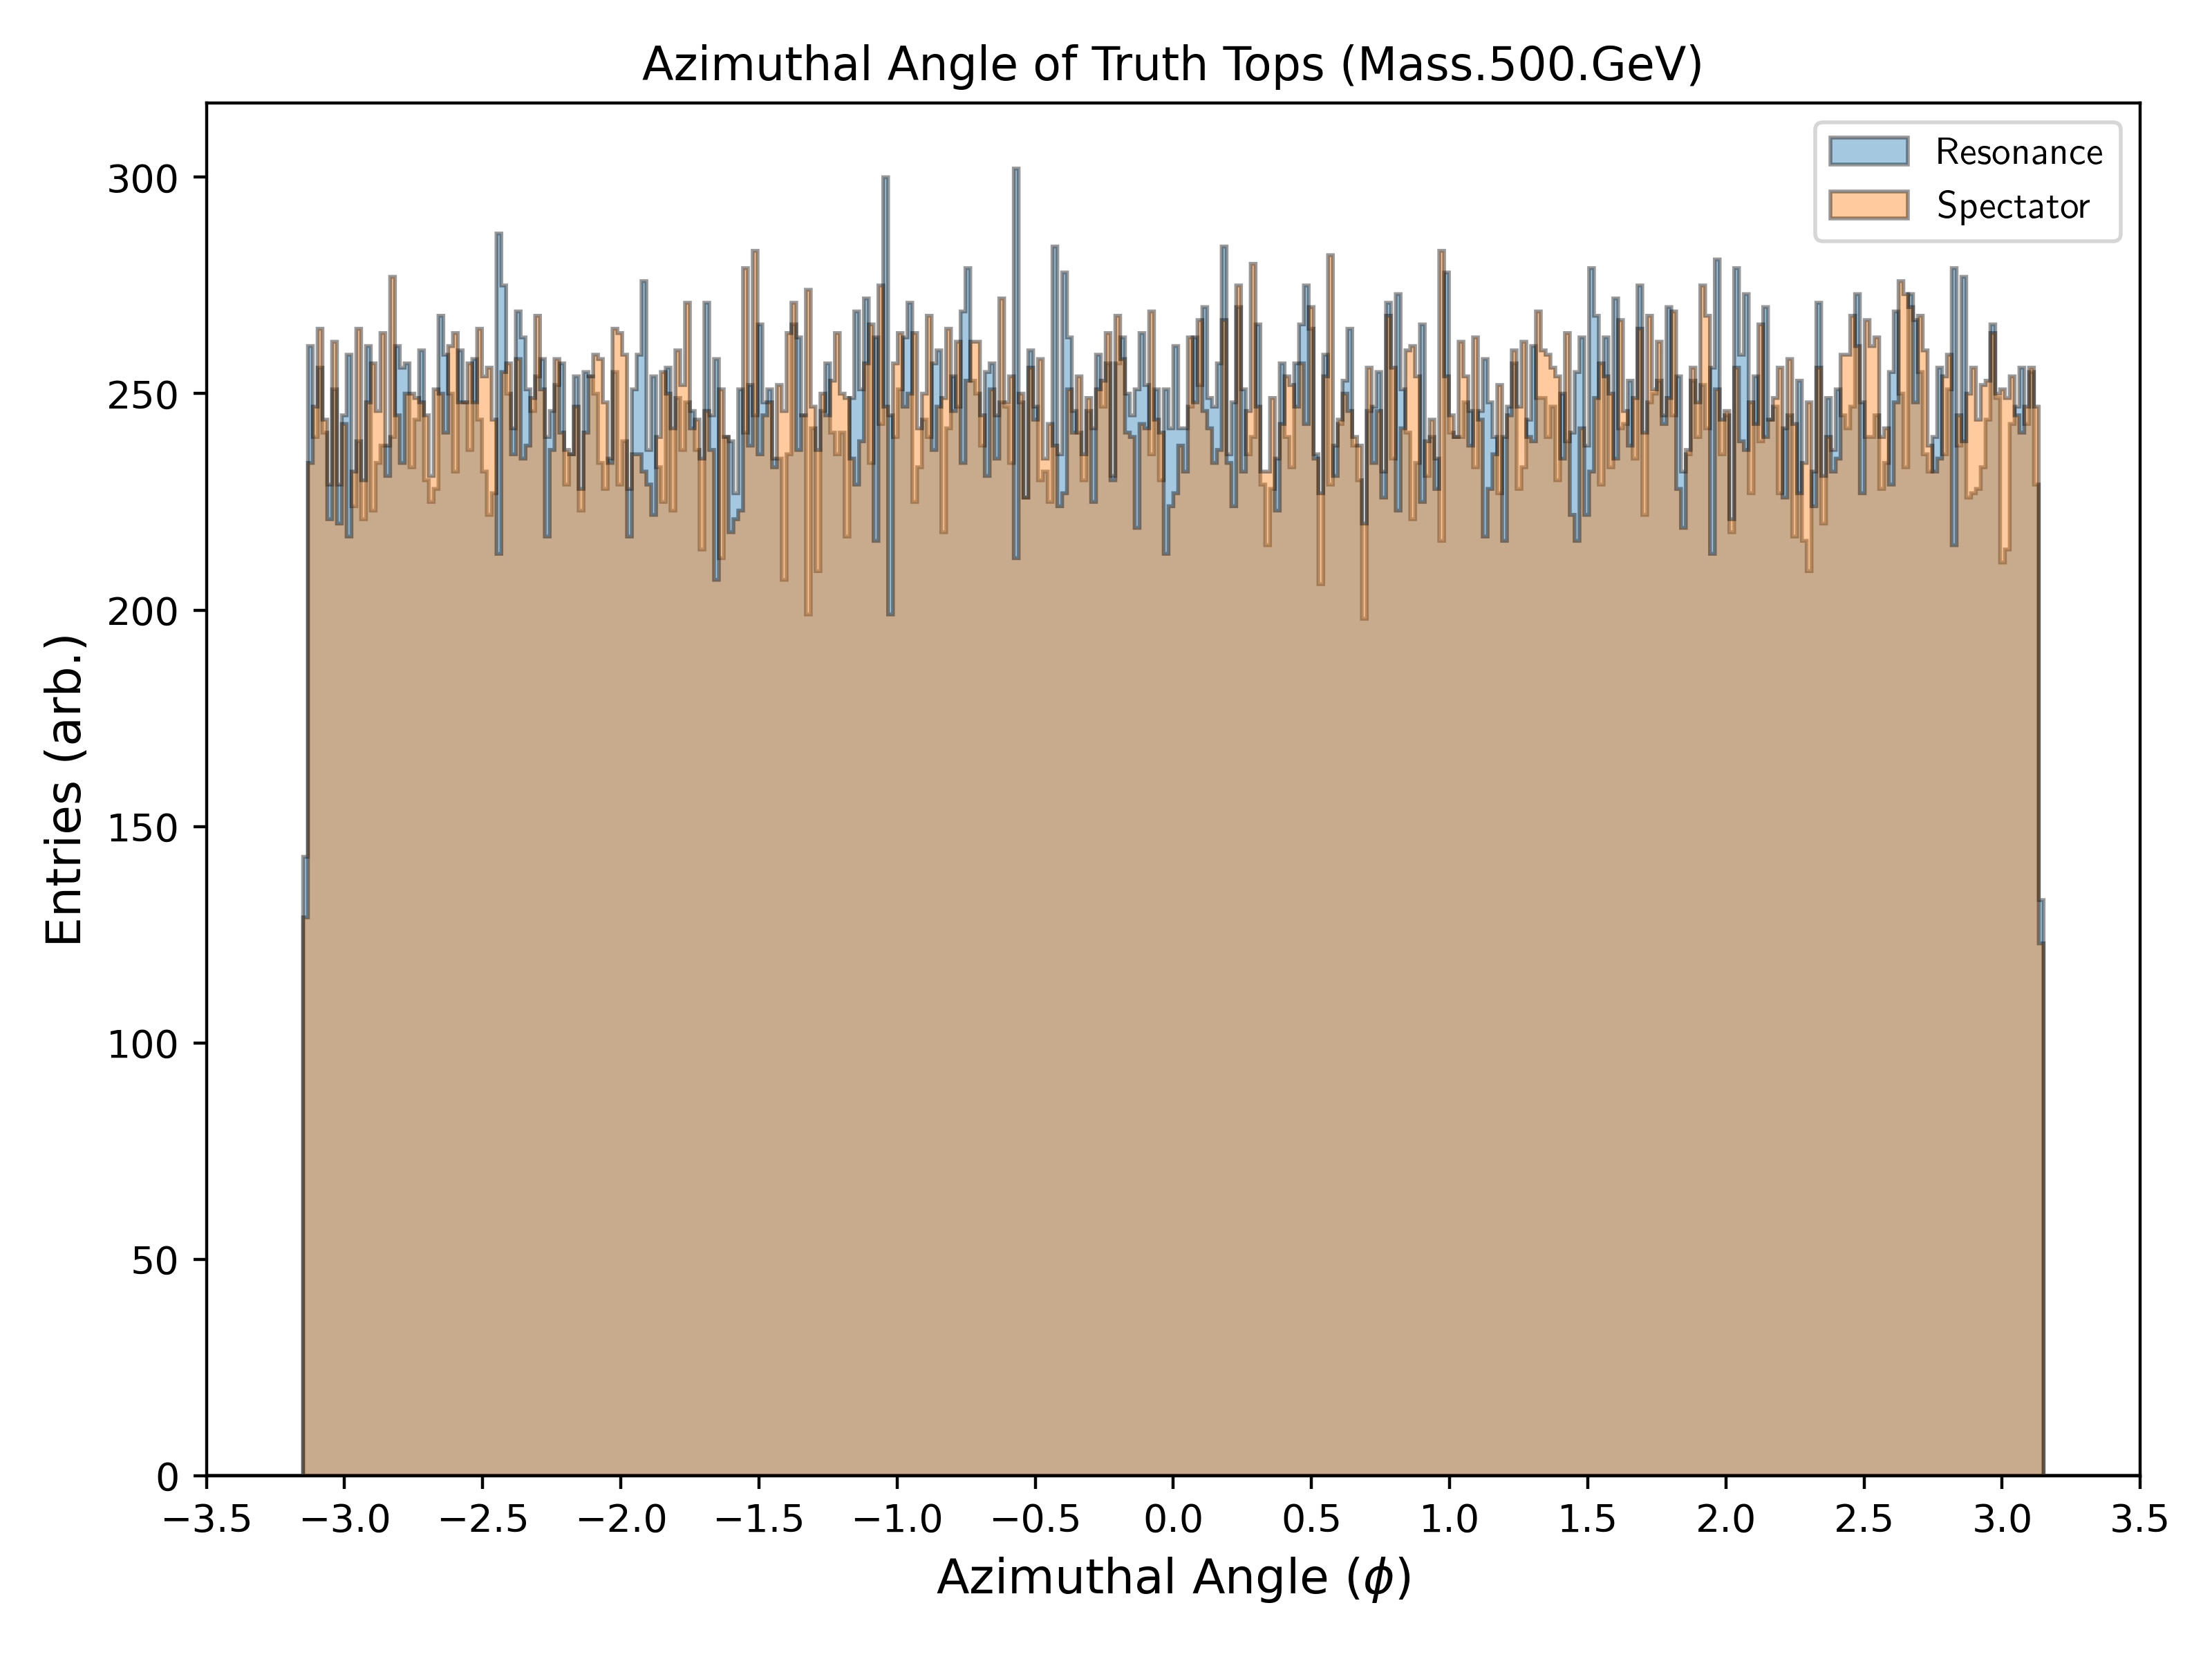 Azimuthal Angle of Truth Tops (Mass.500.GeV)
Resonance
Spectator
Entries (arb.)
300
250
200
150
100
50
0
−3.5 −3.0 −2.5 −2.0 −1.5 −1.0 −0.5 0.0 0.5 1.0 1.5 2.0 2.5 3.0 3.5
Azimuthal Angle (ϕ)